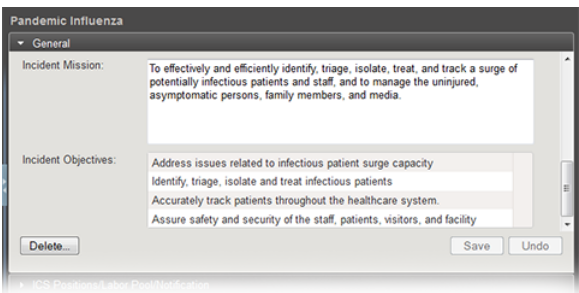 Pandemic Influenza
General
Incident Mission:
To effectively and efficiently identify, triage, isolate, treat, and track a surge of
potentially infectious patients and staff, and to manage the uninjured,
asymptomatic persons, family members, and media.
Incident Objectives:
Address issues related to infectious patient surge capacity
Identify, triage, isolate and treat infectious patients
Accurately track patients throughout the healthcare system.
Assure safety and security of the staff, patients, visitors, and facility
Delete...
Save
Undo
ICS Positions/Labor Pool/Notification